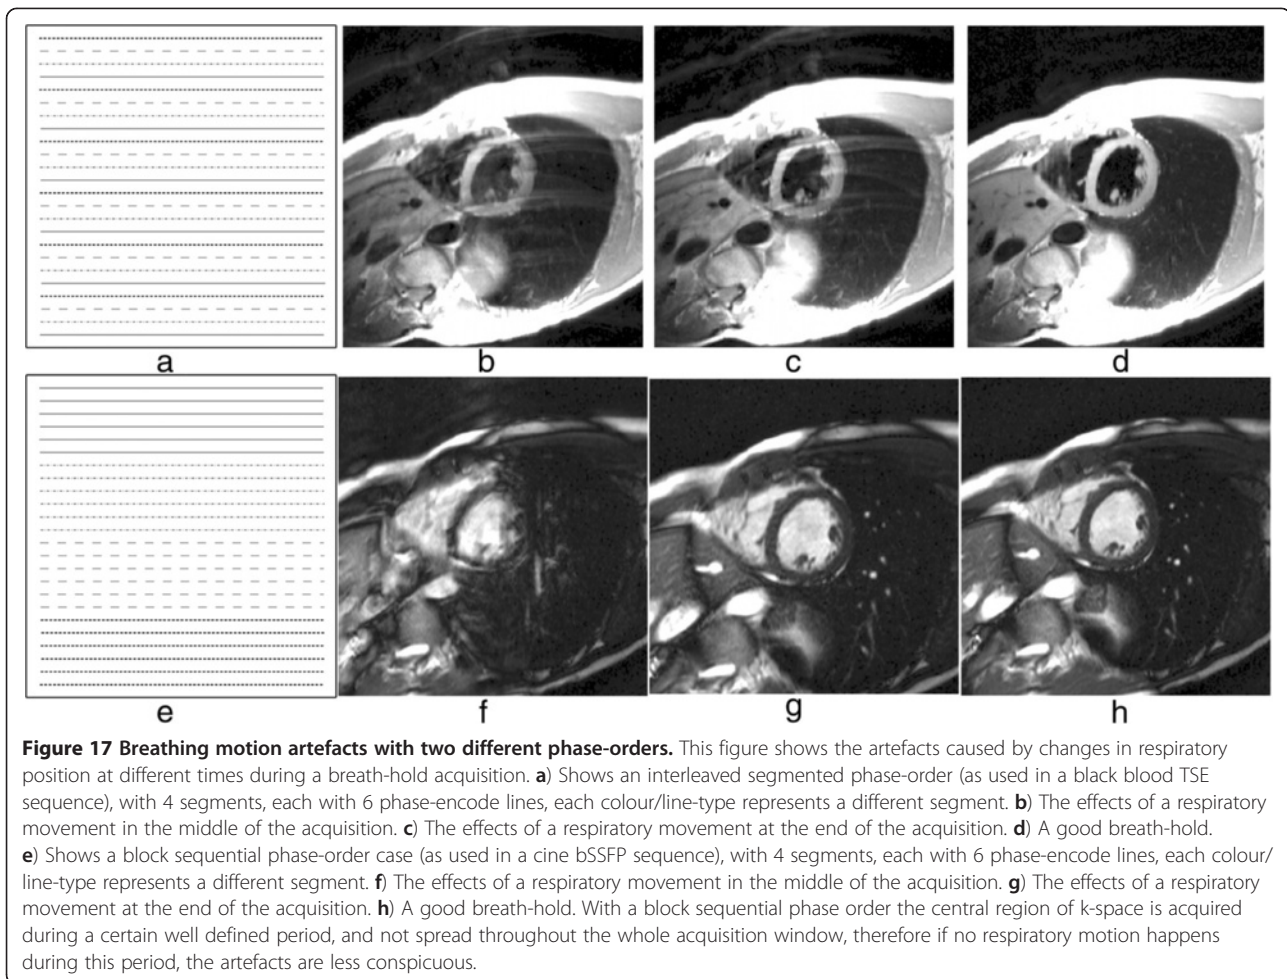 a
b
c
d
e
f
g
h
Figure 17 Breathing motion artefacts with two different phase-orders. This figure shows the artefacts caused by changes in respiratory
position at different times during a breath-hold acquisition. a) Shows an interleaved segmented phase-order (as used in a black blood TSE
sequence), with 4 segments, each with 6 phase-encode lines, each colour/line-type represents a different segment. b) The effects of a respiratory
movement in the middle of the acquisition. c) The effects of a respiratory movement at the end of the acquisition. d) A good breath-hold.
e) Shows a block sequential phase-order case (as used in a cine bSSFP sequence), with 4 segments, each with 6 phase-encode lines, each colour/
line-type represents a different segment. f) The effects of a respiratory movement in the middle of the acquisition. g) The effects of a respiratory
movement at the end of the acquisition. h) A good breath-hold. With a block sequential phase order the central region of k-space is acquired
during a certain well defined period, and not spread throughout the whole acquisition window, therefore if no respiratory motion happens
during this period, the artefacts are less conspicuous.